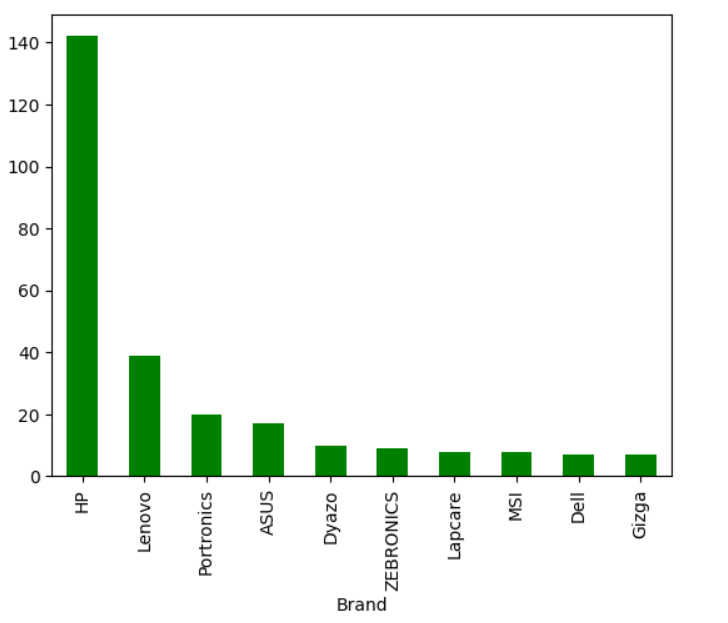 140
120
100
80
60
40
20
0
HP
Lenovo
Portronics
ASUS
Dyazo
ZEBRONICS
Lapcare
MSI
Dell
Gizga
Brand